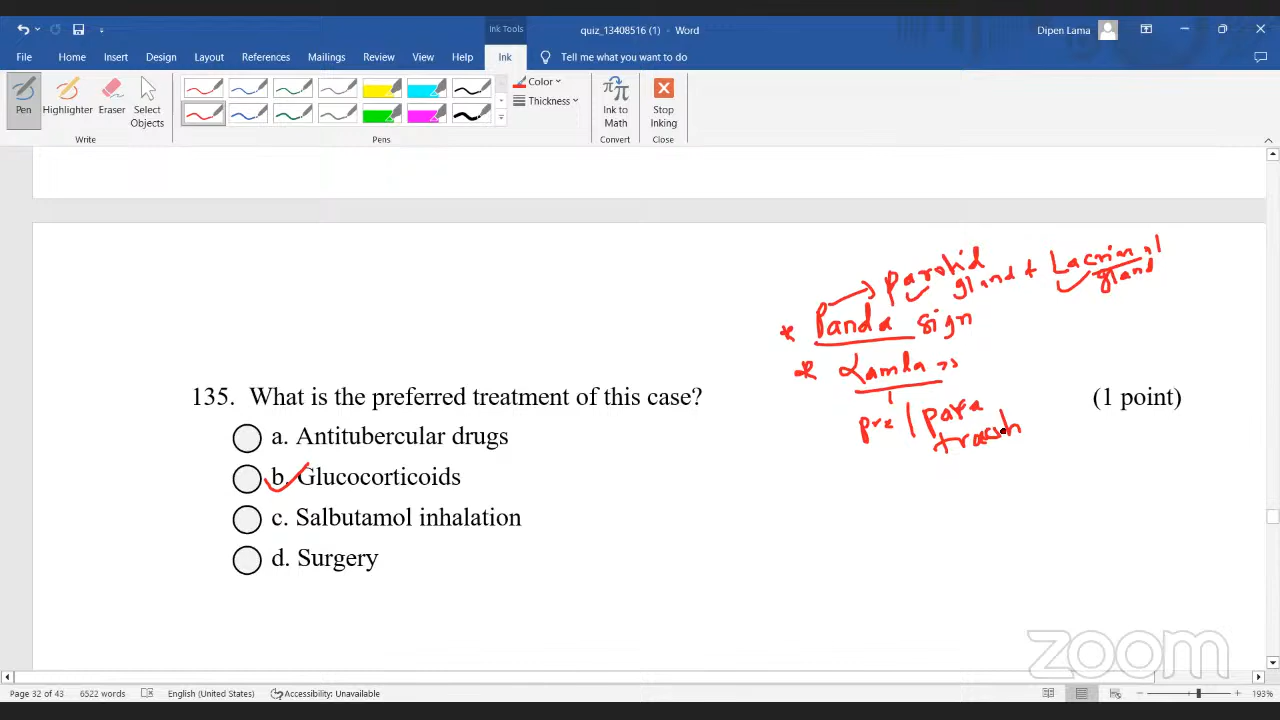 Ink Tools
quiz_13408516 (1) - Word
Dipen Lama
File Home Insert Design Layout References Mailings Review View Help Ink Tell me what you want to do
Pen Highlighter Eraser Select Objects
Color
Thickness
Ink to Math
Stop Inking
Write Pens Convert Close
parotid gland + Lacrimal gland
* Panda sign
* Lamda
pre | para
135. What is the preferred treatment of this case? (1 point)
a. Antitubercular drugs
b. Glucocorticoids
c. Salbutamol inhalation
d. Surgery
zoom
Page 32 of 43 6522 words English (United States) Accessibility: Unavailable 193%